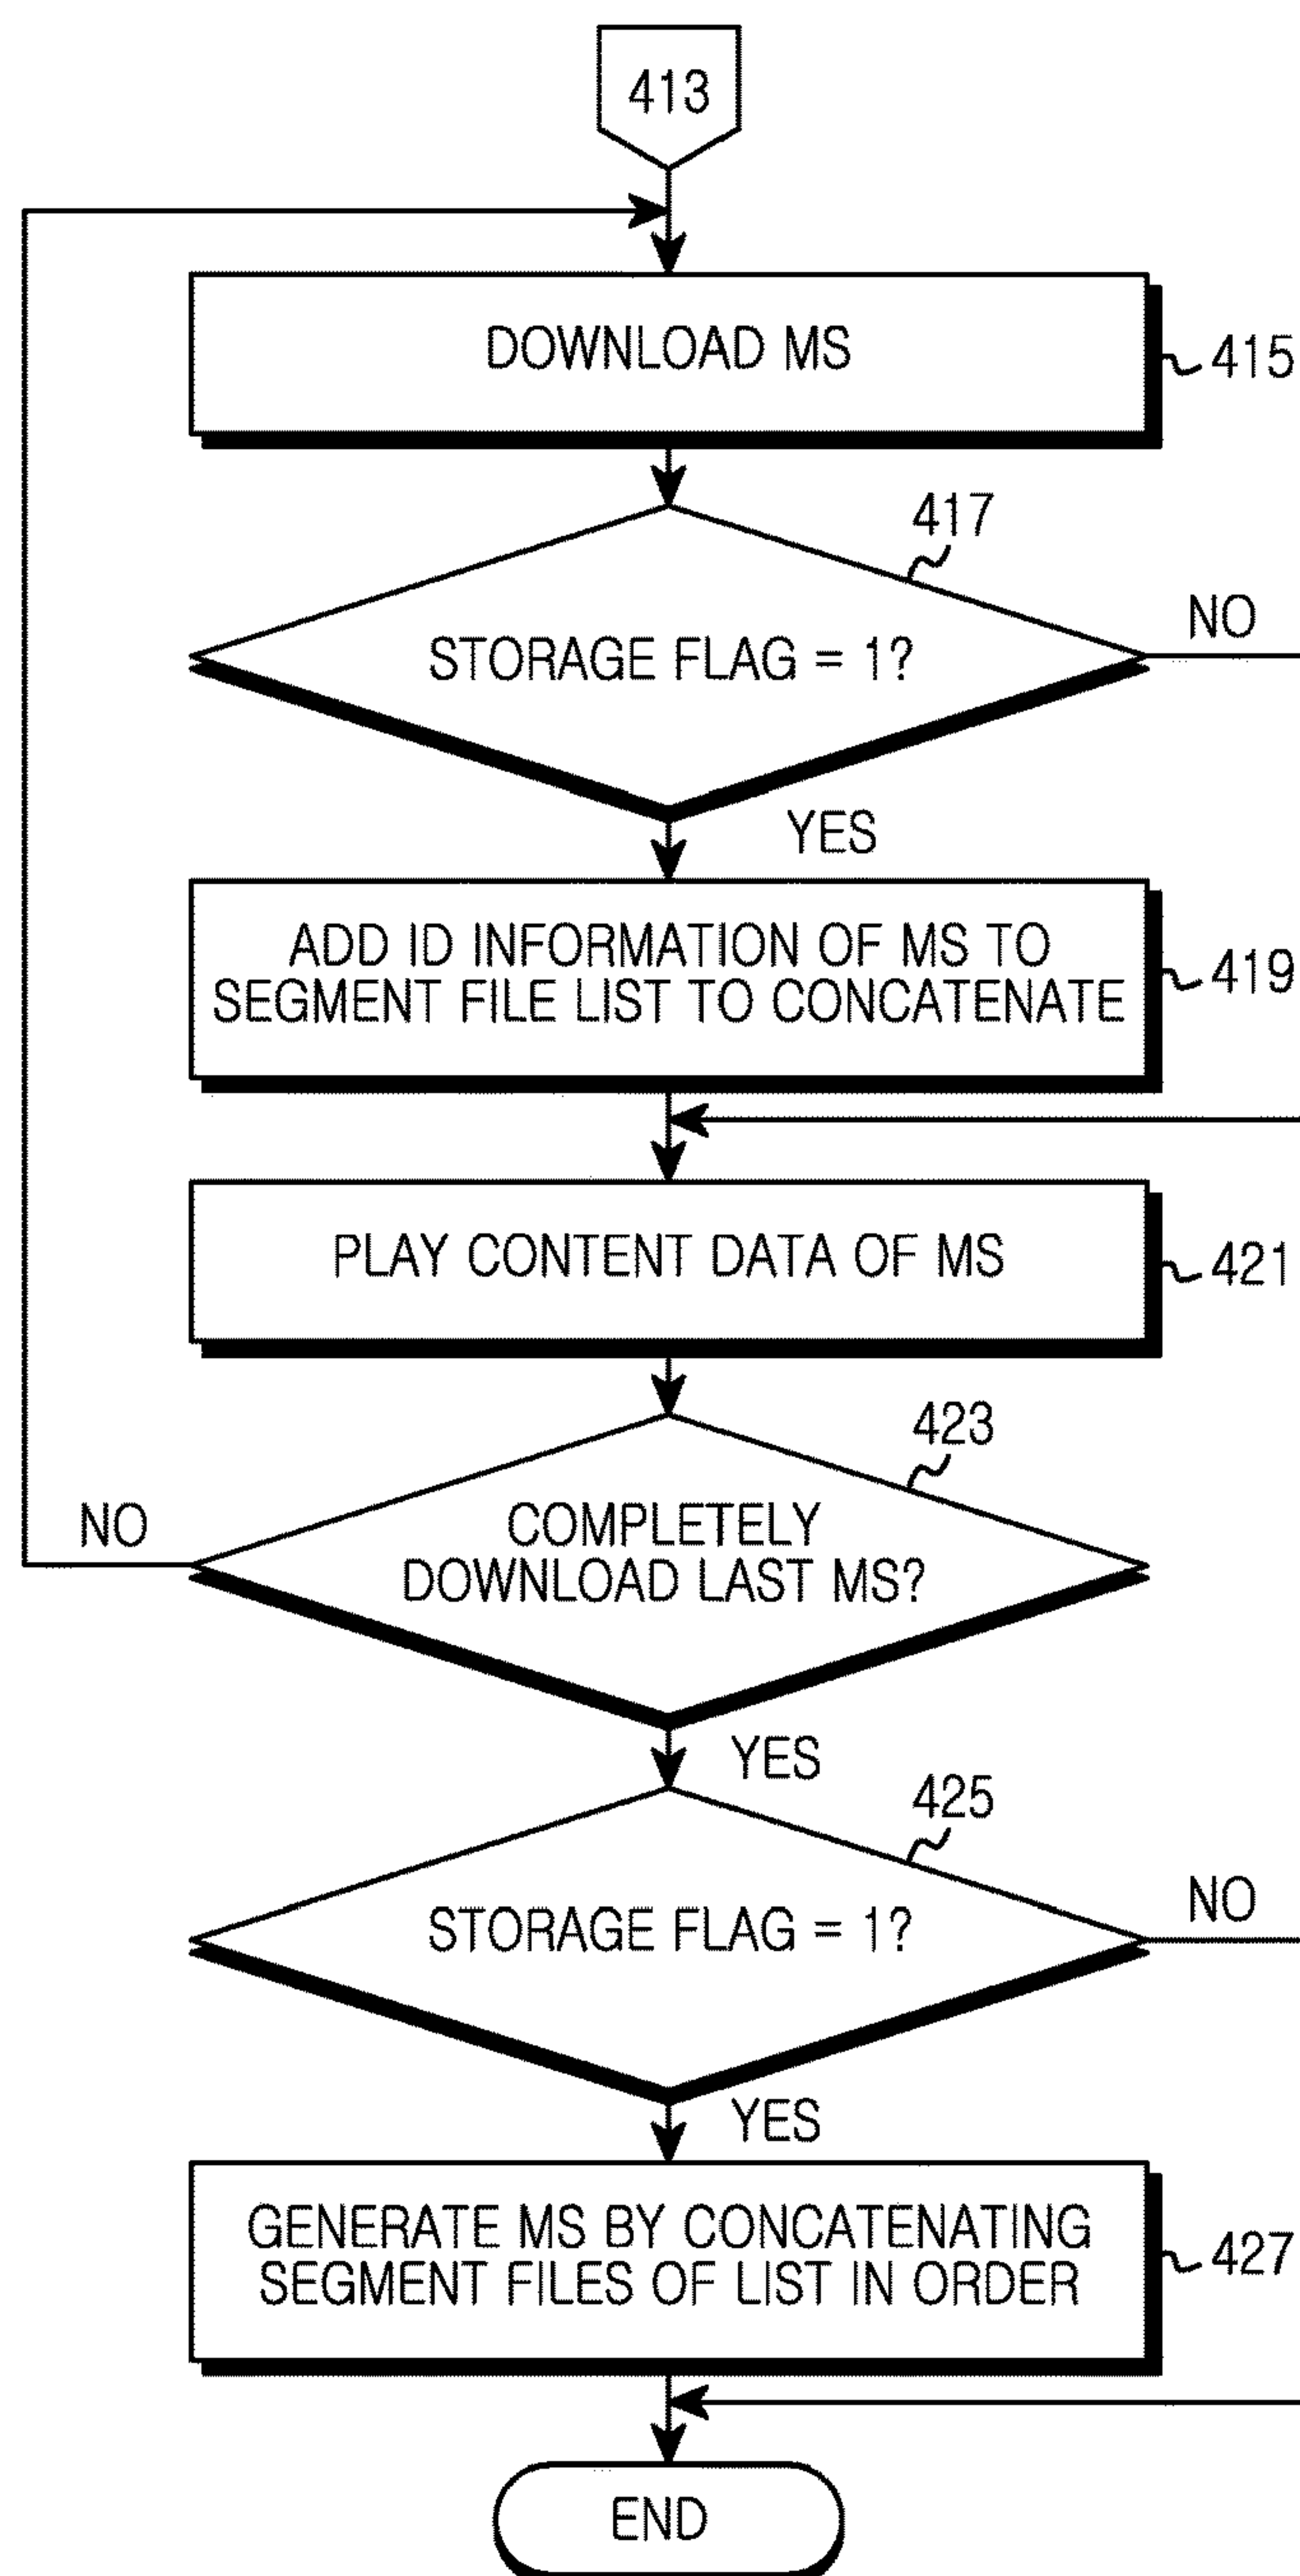 413
DOWNLOAD MS
415
417
STORAGE FLAG = 1?
NO
YES
ADD ID INFORMATION OF MS TO
SEGMENT FILE LIST TO CONCATENATE
419
PLAY CONTENT DATA OF MS
421
423
COMPLETELY
DOWNLOAD LAST MS?
NO
YES
425
STORAGE FLAG = 1?
NO
YES
GENERATE MS BY CONCATENATING
SEGMENT FILES OF LIST IN ORDER
427
END